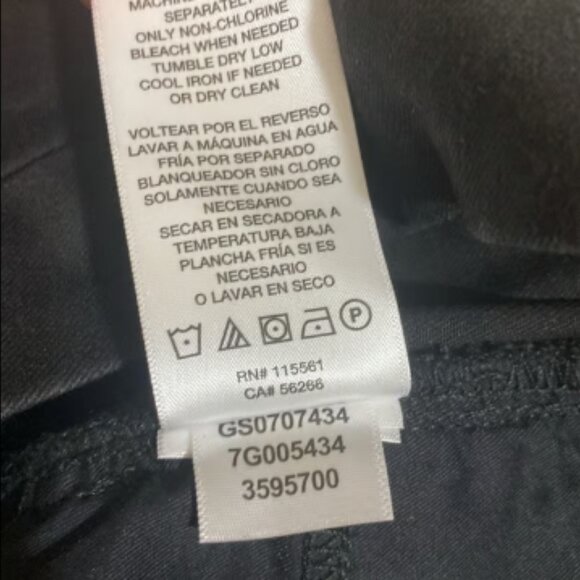 SEPARATELY
ONLY NON-CHLORINE
BLEACH WHEN NEEDED
TUMBLE DRY LOW
COOL IRON IF NEEDED
OR DRY CLEAN
VOLTEAR POR EL REVERSO
LAVAR A MÁQUINA EN AGUA
FRÍA POR SEPARADO
BLANQUEADOR SIN CLORO
SOLAMENTE CUANDO SEA
NECESARIO
SECAR EN SECADORA A
TEMPERATURA BAJA
PLANCHA FRÍA SI ES
NECESARIO
O LAVAR EN SECO
P
RN# 115561
CA# 56266
GS0707434
7G005434
3595700